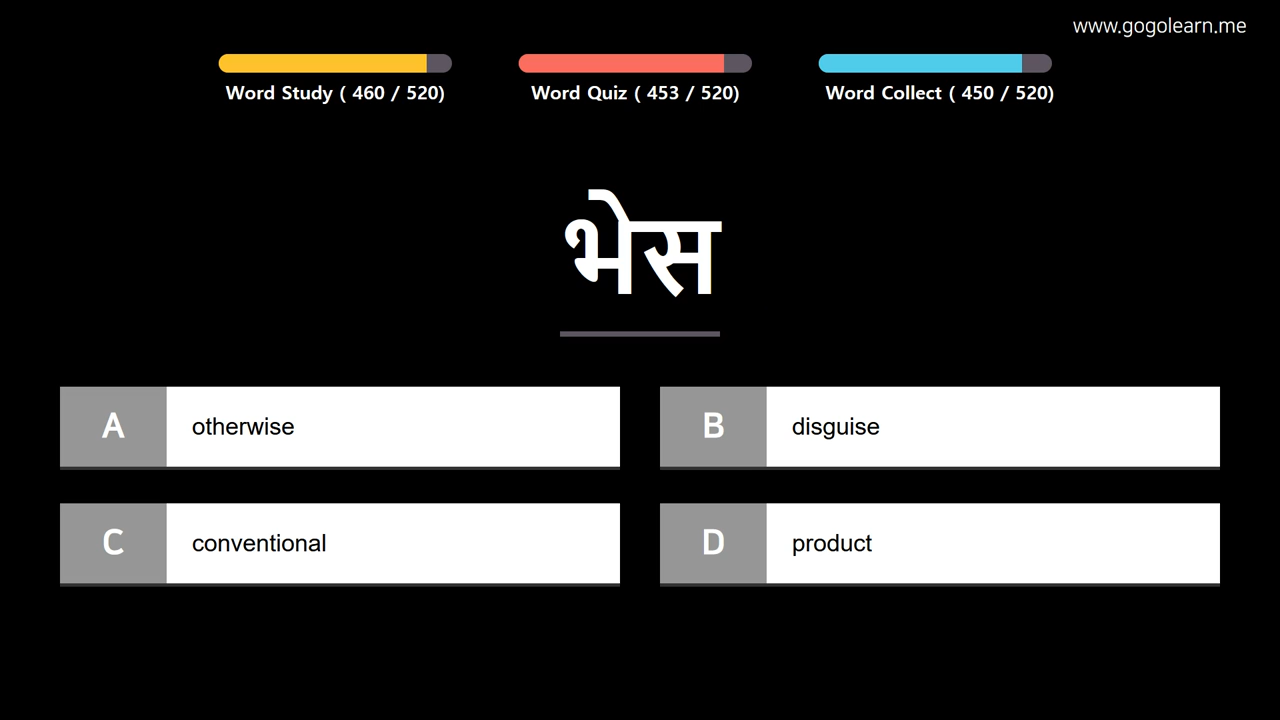 www.gogolearn.me
Word Study ( 460 / 520)
Word Quiz ( 453 / 520)
Word Collect ( 450 / 520)
भेस
A otherwise
B disguise
C conventional
D product